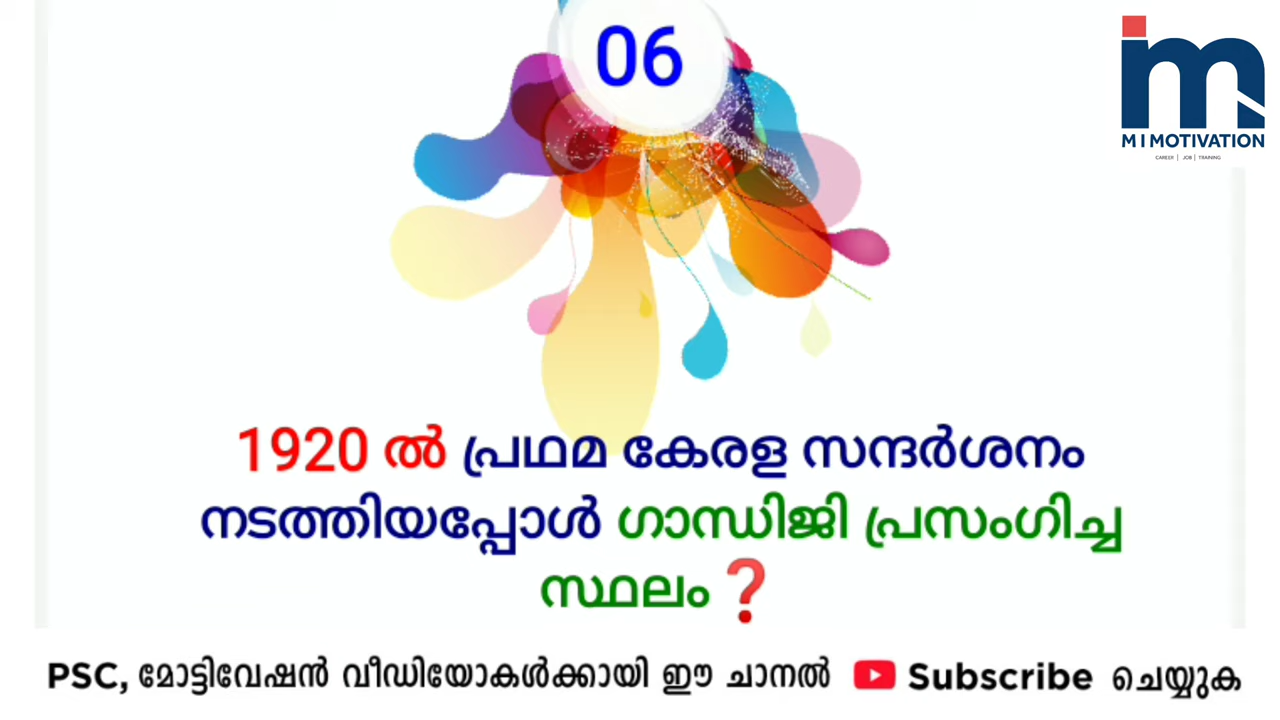 06
M I MOTIVATION
CAREER | JOB | TRAINING
1920 ൽ പ്രഥമ കേരള സന്ദർശനം
നടത്തിയപ്പോൾ ഗാന്ധിജി പ്രസംഗിച്ച
സ്ഥലം ❓
PSC, മോട്ടിവേഷൻ വീഡിയോകൾക്കായി ഈ ചാനൽ Subscribe ചെയ്യുക